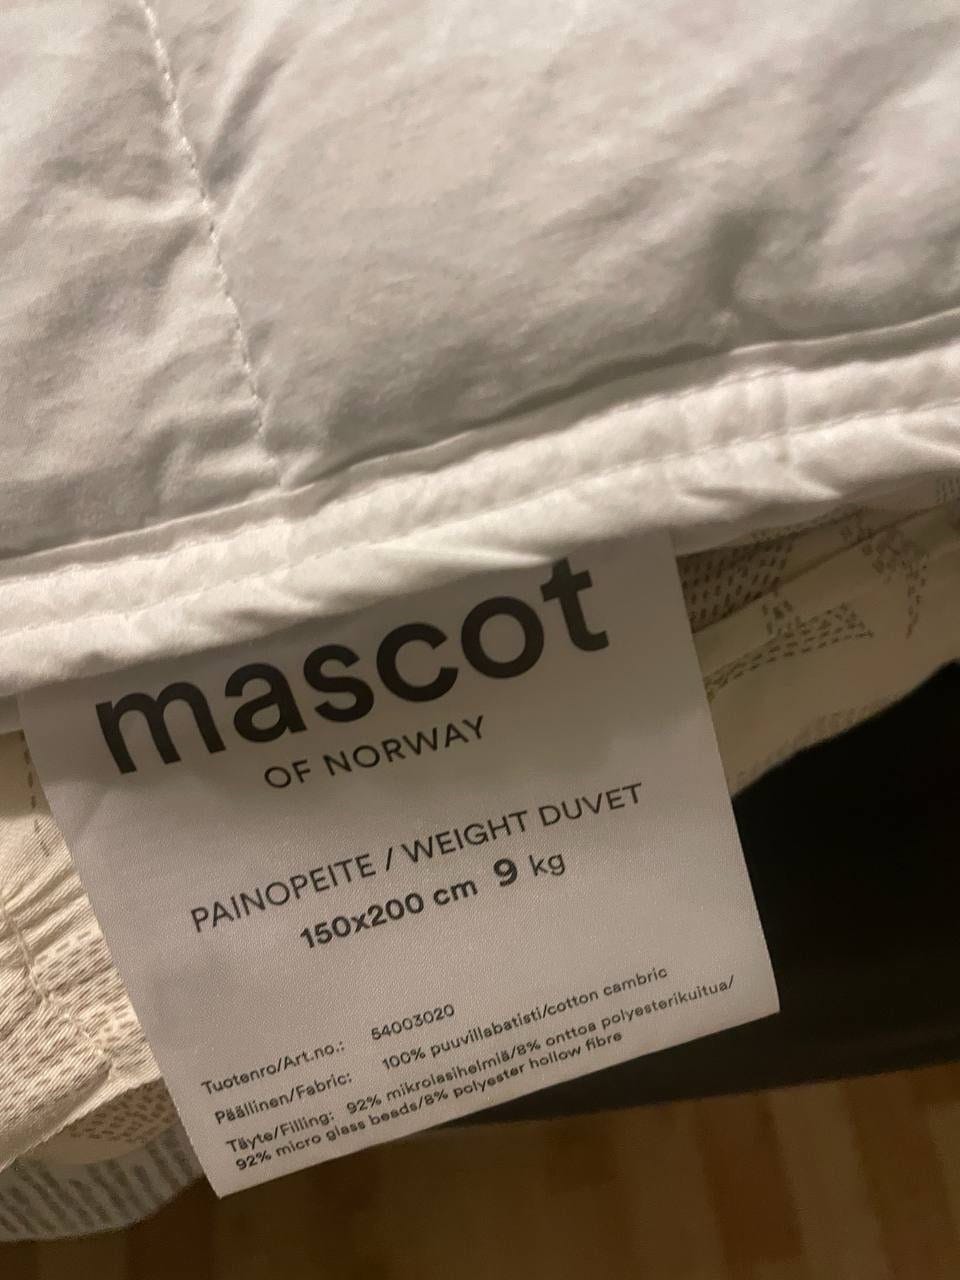 mascot
OF NORWAY
PAINOPEITE / WEIGHT DUVET
150x200 cm 9 kg
Tuotenro/Art.no.: 54003020
Päällinen/Fabric: 100% puuvillabatisti/cotton cambric
Täyte/Filling: 92% mikrolasihelmiä/8% onttoa polyesterikuitua/
92% micro glass beads/8% polyester hollow fibre